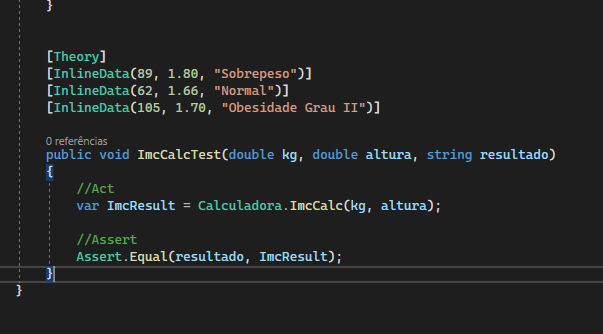 }
[Theory]
[InlineData(89, 1.80, "Sobrepeso")]
[InlineData(62, 1.66, "Normal")]
[InlineData(105, 1.70, "Obesidade Grau II")]
0 referências
public void ImcCalcTest(double kg, double altura, string resultado)
{
//Act
var ImcResult = Calculadora.ImcCalc(kg, altura);
//Assert
Assert.Equal(resultado, ImcResult);
}
}